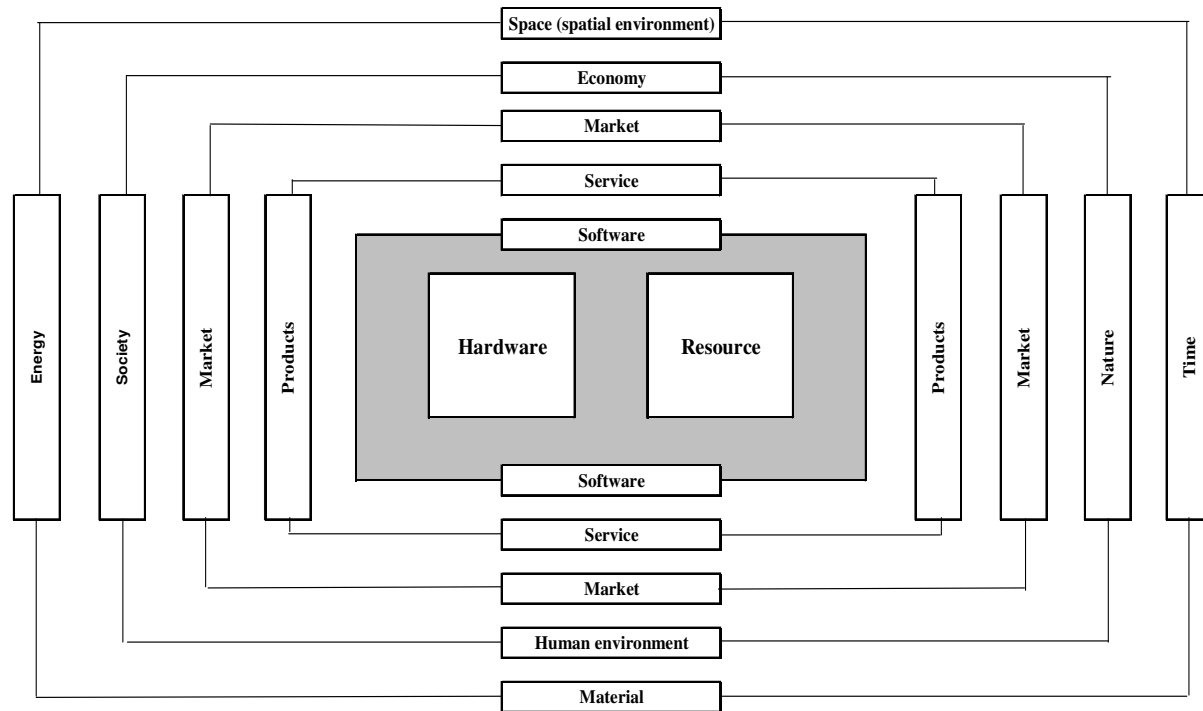 Space (spatial environment)
Economy
Market
Service
Software
Energy
Society
Market
Products
Hardware
Resource
Products
Market
Nature
Time
Software
Service
Market
Human environment
Material